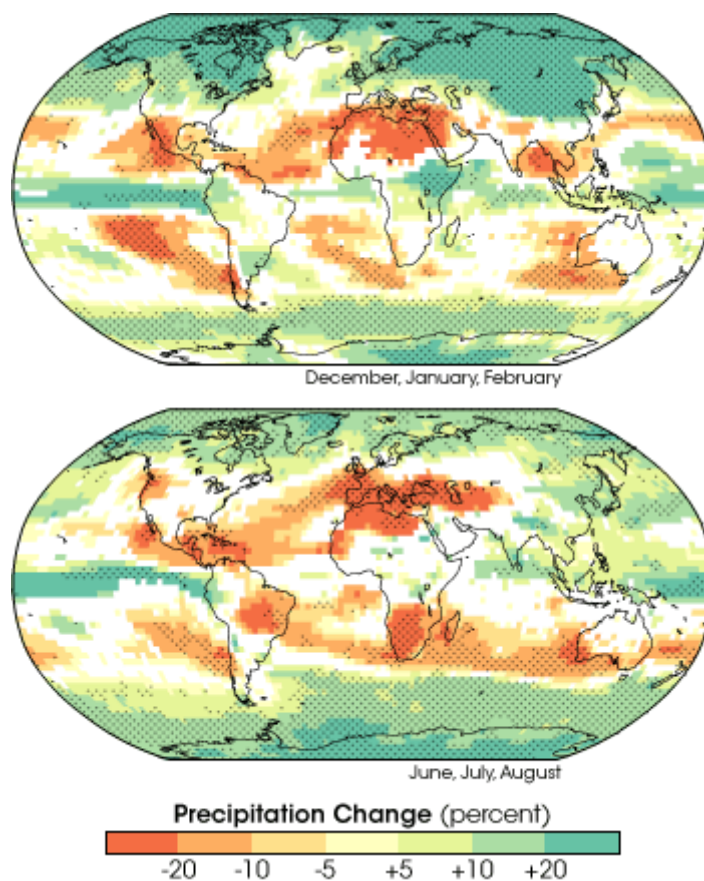 December, January, February
June, July, August
Precipitation Change (percent)
-20 -10 -5 +5 +10 +20